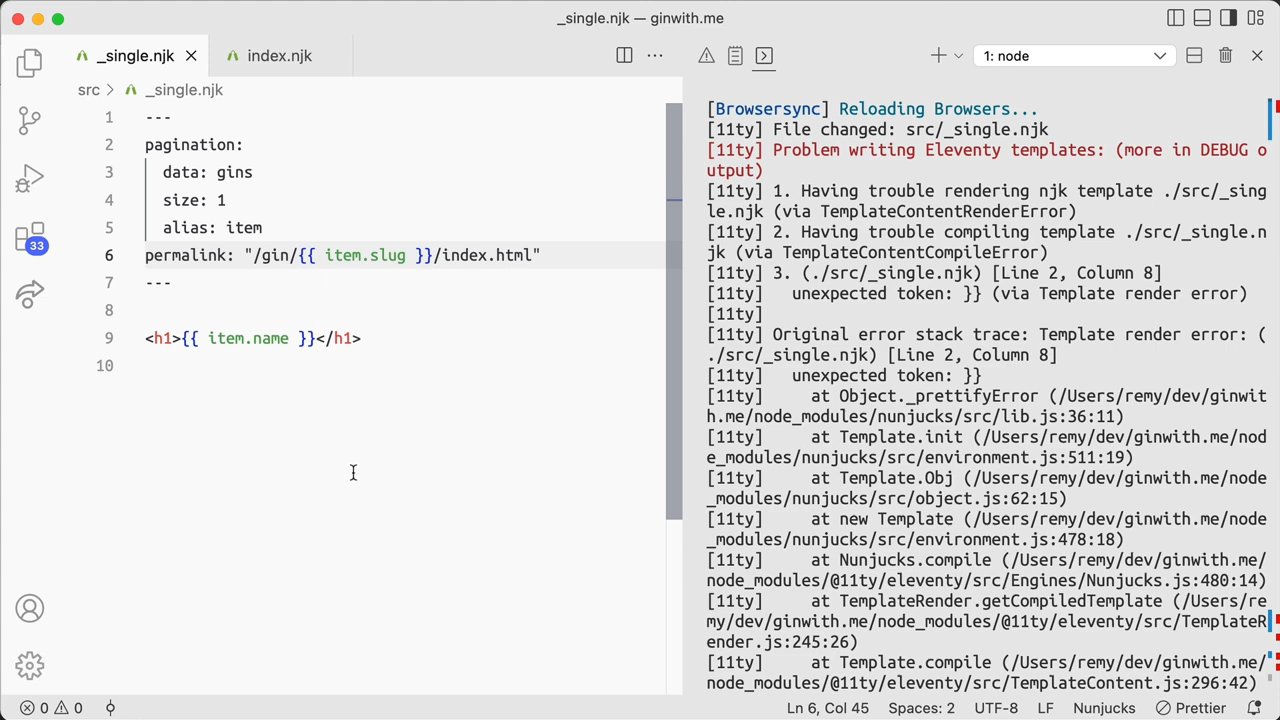 _single.njk — ginwith.me
_single.njk
index.njk
1: node
src
_single.njk
1 ---
2 pagination:
3   data: gins
4   size: 1
5   alias: item
6 permalink: "/gin/{{ item.slug }}/index.html"
7 ---
8
9 <h1>{{ item.name }}</h1>
10
33
[Browsersync] Reloading Browsers...
[11ty] File changed: src/_single.njk
[11ty] Problem writing Eleventy templates: (more in DEBUG o
utput)
[11ty] 1. Having trouble rendering njk template ./src/_sing
le.njk (via TemplateContentRenderError)
[11ty] 2. Having trouble compiling template ./src/_single.n
jk (via TemplateContentCompileError)
[11ty] 3. (./src/_single.njk) [Line 2, Column 8]
[11ty]   unexpected token: }} (via Template render error)
[11ty]
[11ty] Original error stack trace: Template render error: (
./src/_single.njk) [Line 2, Column 8]
[11ty]   unexpected token: }}
[11ty]     at Object._prettifyError (/Users/remy/dev/ginwit
h.me/node_modules/nunjucks/src/lib.js:36:11)
[11ty]     at Template.init (/Users/remy/dev/ginwith.me/nod
e_modules/nunjucks/src/environment.js:511:19)
[11ty]     at Template.Obj (/Users/remy/dev/ginwith.me/node
_modules/nunjucks/src/object.js:62:15)
[11ty]     at new Template (/Users/remy/dev/ginwith.me/node
_modules/nunjucks/src/environment.js:478:18)
[11ty]     at Nunjucks.compile (/Users/remy/dev/ginwith.me/
node_modules/@11ty/eleventy/src/Engines/Nunjucks.js:480:14)
[11ty]     at TemplateRender.getCompiledTemplate (/Users/re
my/dev/ginwith.me/node_modules/@11ty/eleventy/src/TemplateR
ender.js:245:26)
[11ty]     at Template.compile (/Users/remy/dev/ginwith.me/
node_modules/@11ty/eleventy/src/TemplateContent.js:296:42)
0 0
Ln 6, Col 45
Spaces: 2
UTF-8
LF
Nunjucks
Prettier